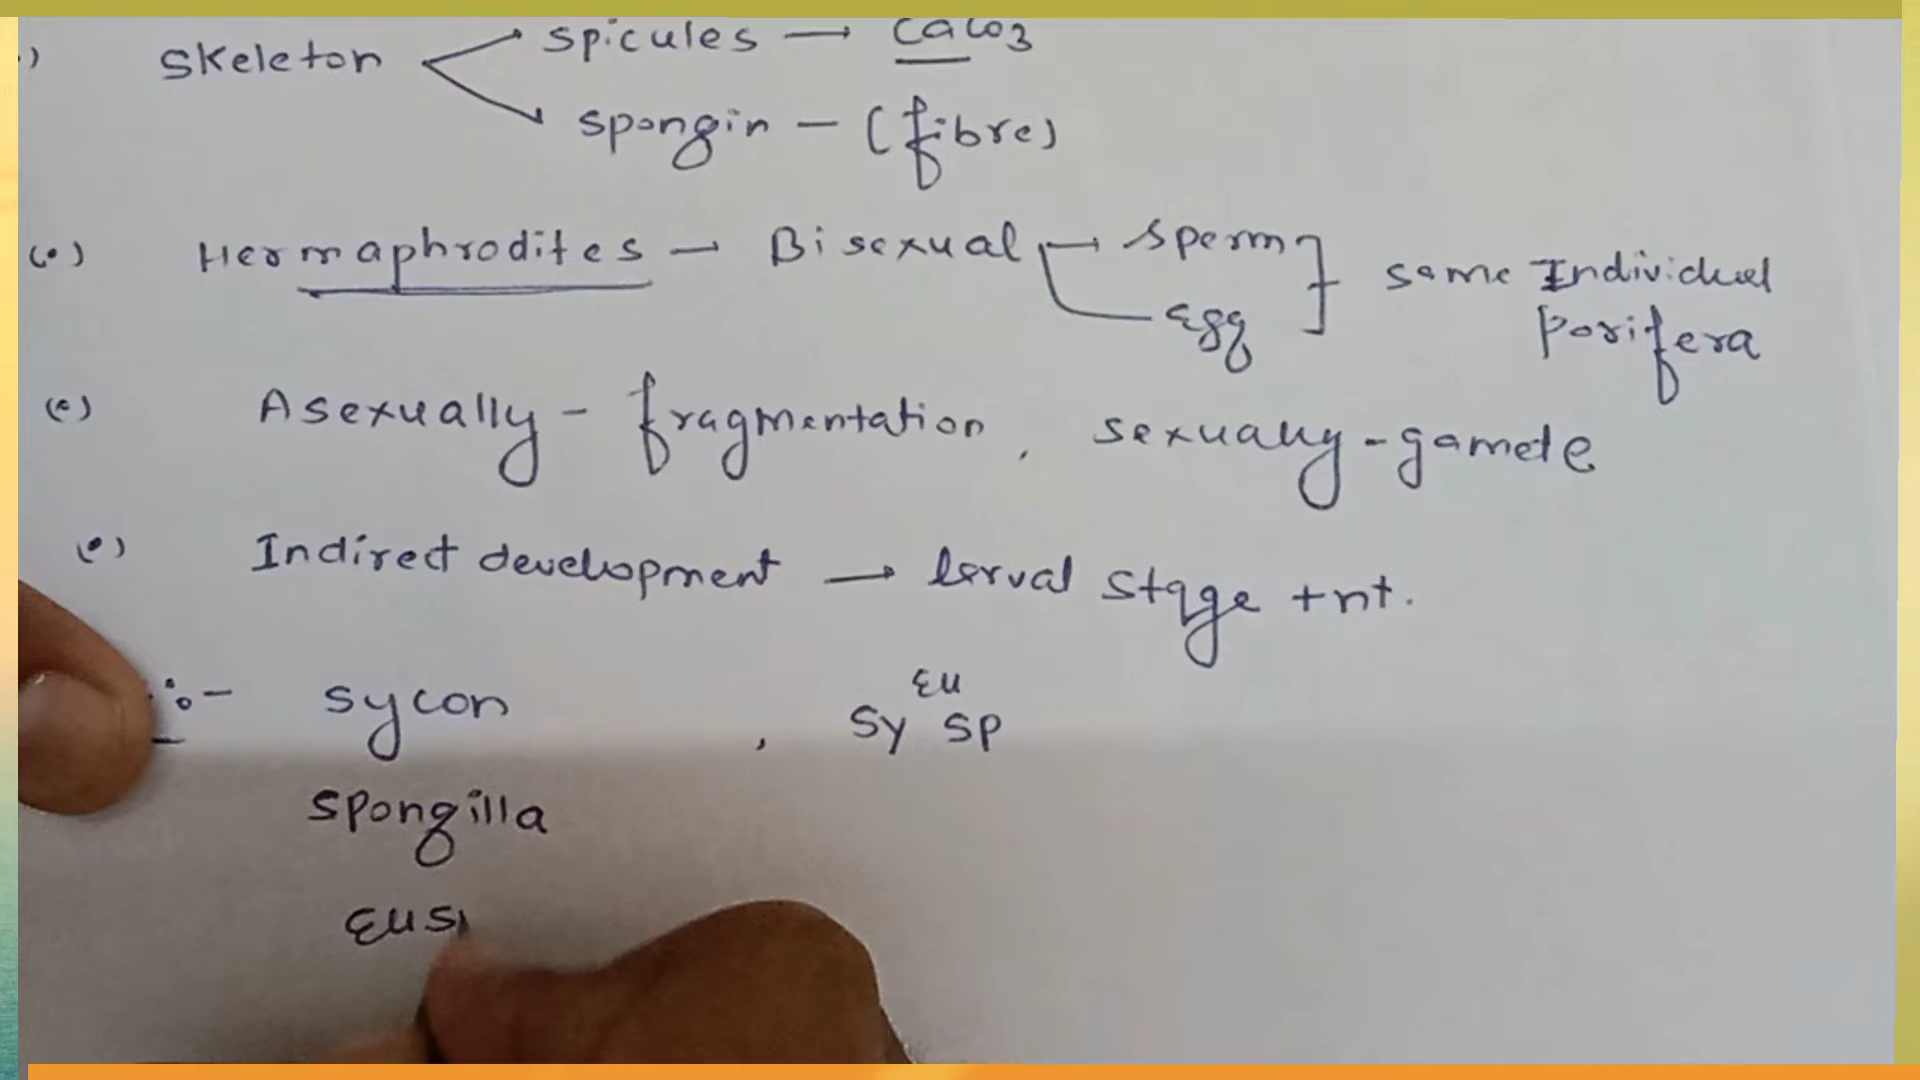 ) Skeleton spicules → CaCO3
spongin - (fibre)
(•) Hermaphrodites - Bisexual → Sperm ] same Individual
Egg porifera
(•) Asexually - fragmentation, sexually - gamete
(•) Indirect development → larval stage +nt.
:- sycon , Eu
Sy Sp
spongilla
Eus